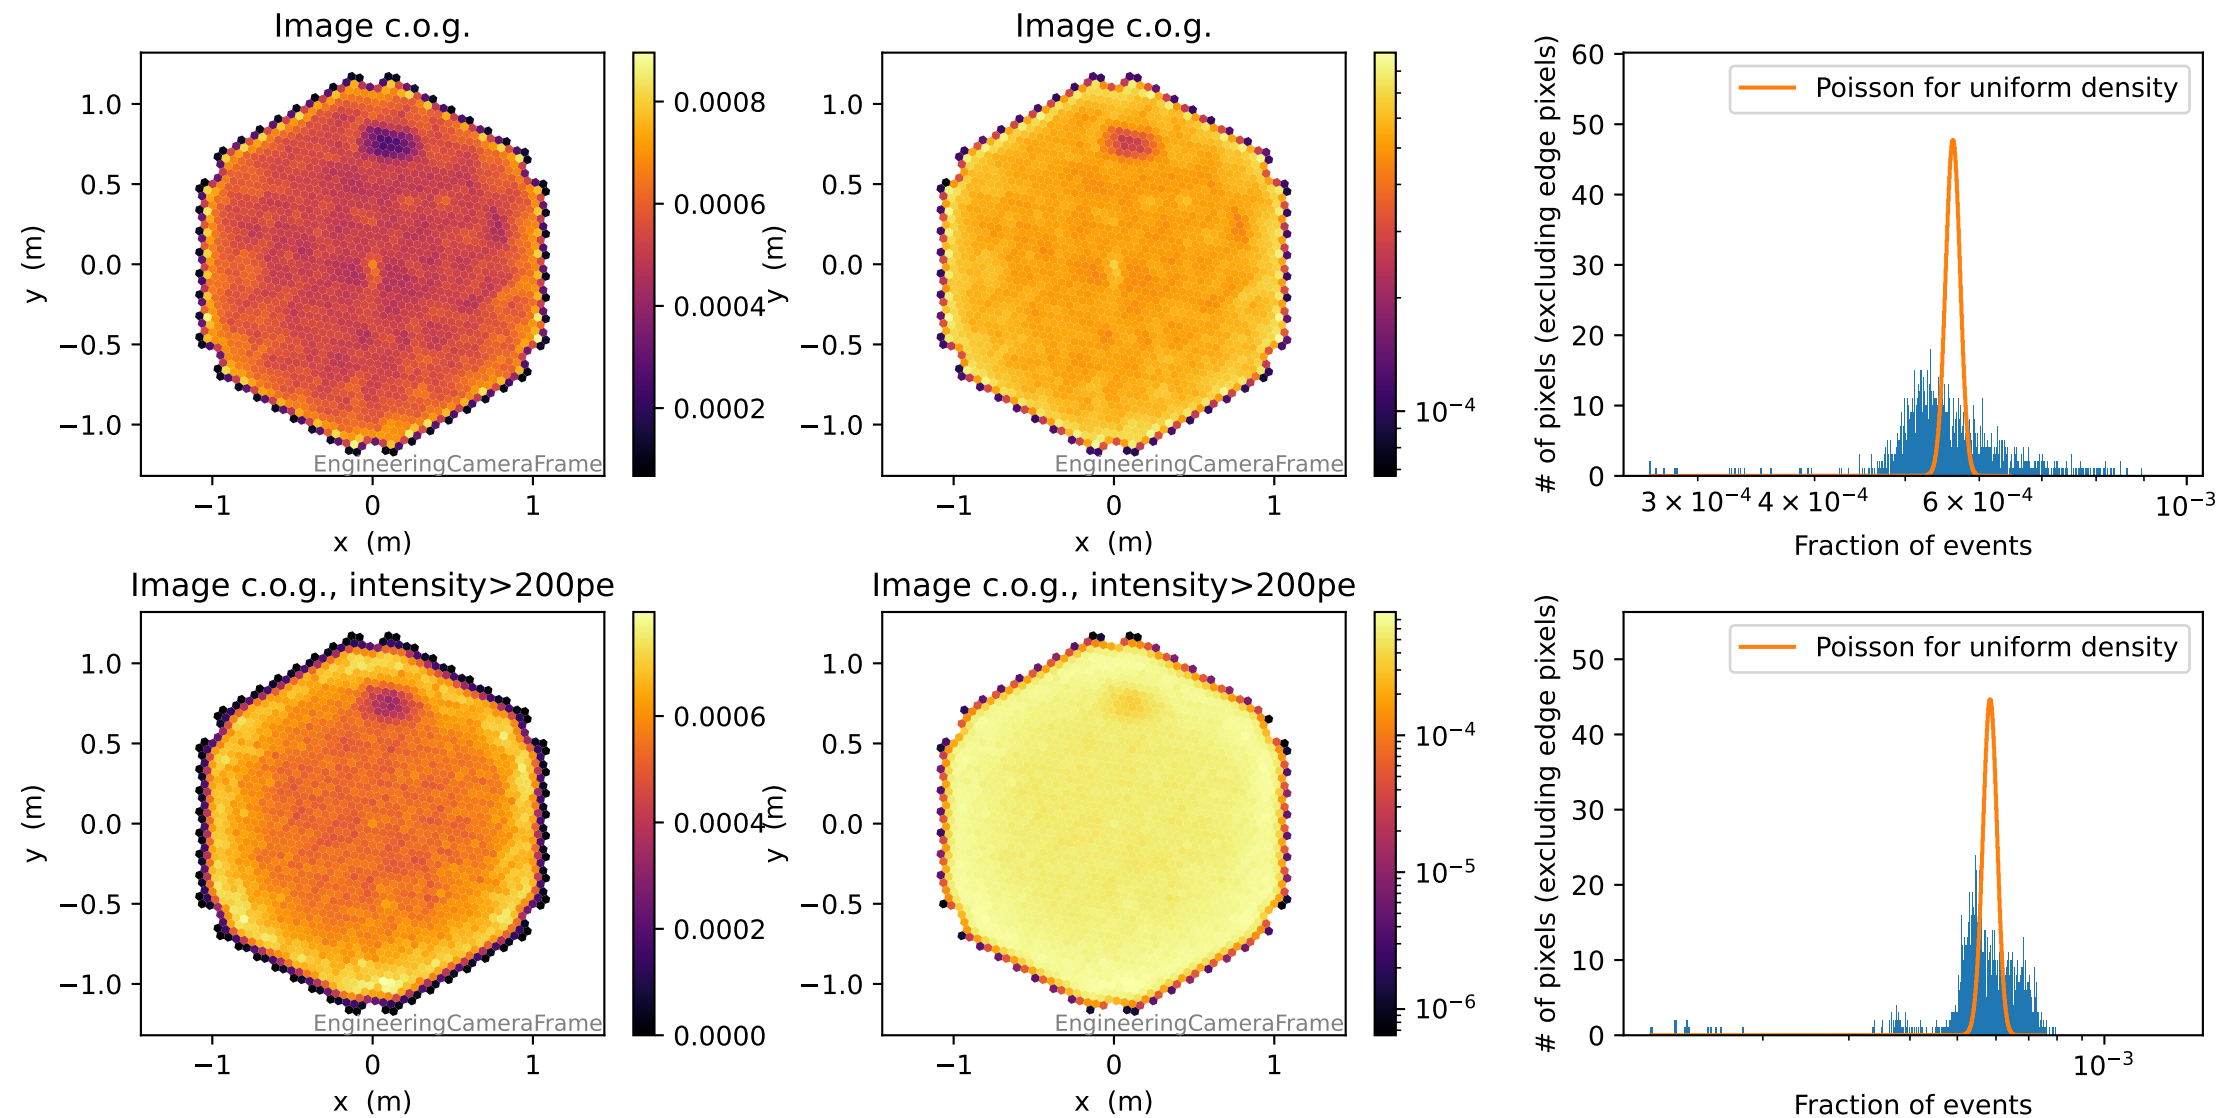 Image c.o.g.
y (m)
1.0
0.5
0.0
−0.5
−1.0
−1
0
1
x (m)
EngineeringCameraFrame
0.0008
0.0006
0.0004
0.0002
Image c.o.g.
y (m)
1.0
0.5
0.0
−0.5
−1.0
−1
0
1
x (m)
EngineeringCameraFrame
10⁻⁴
# of pixels (excluding edge pixels)
60
50
40
30
20
10
0
Poisson for uniform density
3 × 10⁻⁴
4 × 10⁻⁴
6 × 10⁻⁴
10⁻³
Fraction of events
Image c.o.g., intensity>200pe
y (m)
1.0
0.5
0.0
−0.5
−1.0
−1
0
1
x (m)
EngineeringCameraFrame
0.0006
0.0004
0.0002
0.0000
Image c.o.g., intensity>200pe
y (m)
1.0
0.5
0.0
−0.5
−1.0
−1
0
1
x (m)
EngineeringCameraFrame
10⁻⁴
10⁻⁵
10⁻⁶
# of pixels (excluding edge pixels)
50
40
30
20
10
0
Poisson for uniform density
10⁻³
Fraction of events